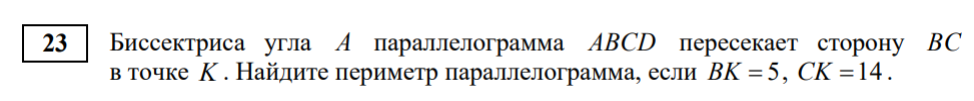 23 Биссектриса угла A параллелограмма ABCD пересекает сторону BC
в точке K . Найдите периметр параллелограмма, если BK = 5, CK = 14 .